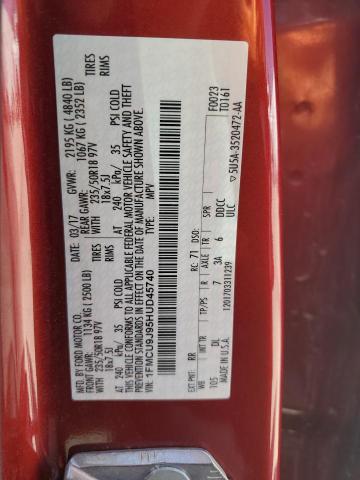 MFD. BY FORD MOTOR CO. IN U.S.A.
DATE: 03/17 GVWR: 2195 KG ( 4840 LB)
FRONT GAWR: 1134 KG ( 2500 LB) REAR GAWR: 1067 KG ( 2352 LB)
235/50R18 97V TIRES 235/50R18 97V TIRES
18x7.5J RIMS 18x7.5J RIMS
AT 240 kPa/ 35 PSI COLD AT 240 kPa/ 35 PSI COLD
THIS VEHICLE CONFORMS TO ALL APPLICABLE FEDERAL MOTOR VEHICLE SAFETY AND THEFT
PREVENTION STANDARDS IN EFFECT ON THE DATE OF MANUFACTURE SHOWN ABOVE.
VIN: 1FMCU9J95HUD45740
TYPE: MPV
F0023
T0161
EXT PNT: RR RC: 71 DSO:
WB INT TR TP/PS R AXLE TR SPR
105 DL 7 3A 6 DDCC
ULC
1201703311239
▽5U5A-3520472-AA